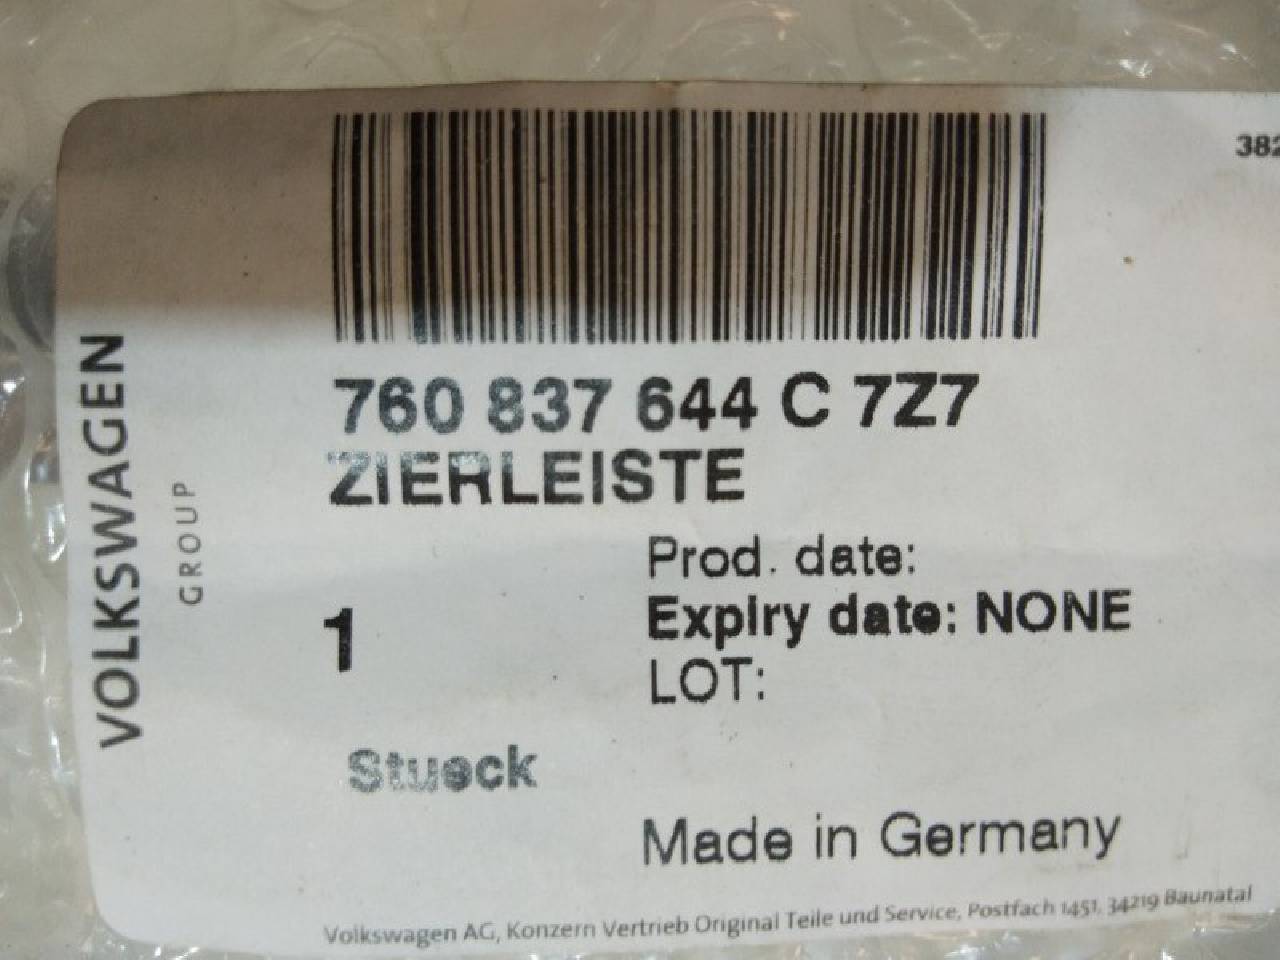 382
760 837 644 C 7Z7
ZIERLEISTE
Prod. date:
Expiry date: NONE
LOT:
1
Stueck
Made in Germany
Volkswagen AG, Konzern Vertrieb Original Teile und Service, Postfach 1451, 34219 Baunatal
VOLKSWAGEN
GROUP